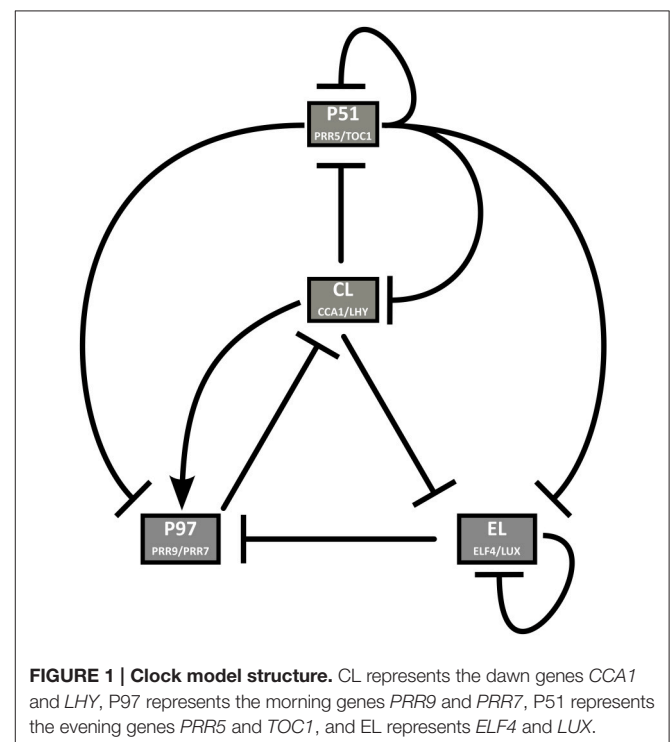 P51
PRR5/TOC1
CL
CCA1/LHY
P97
PRR9/PRR7
EL
ELF4/LUX
FIGURE 1 | Clock model structure. CL represents the dawn genes CCA1
and LHY, P97 represents the morning genes PRR9 and PRR7, P51 represents
the evening genes PRR5 and TOC1, and EL represents ELF4 and LUX.